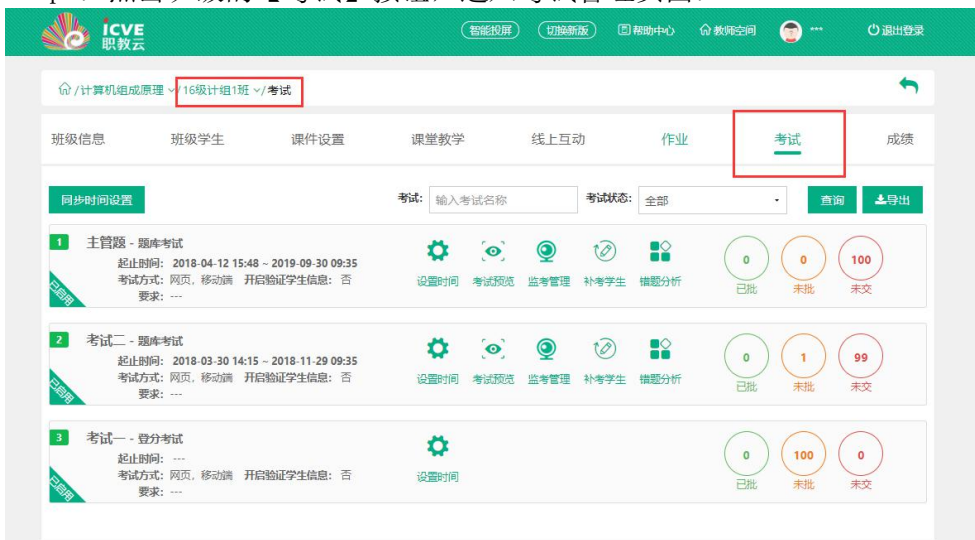 icve 职教云 智能投屏 切换新版 帮助中心 教师空间 --- 退出登录
/计算机组成原理 /16级计组1班 /考试
班级信息 班级学生 课件设置 课堂教学 线上互动 作业 考试 成绩
同步时间设置 考试: 输入考试名称 考试状态: 全部 查询 导出
1 主管题 - 题库考试
起止时间: 2018-04-12 15:48 ~ 2019-09-30 09:35
考试方式: 网页, 移动端 开启验证学生信息: 否
要求: ---
已启用
设置时间 考试预览 监考管理 补考学生 错题分析
0 已批 0 未批 100 未交
2 考试二 - 题库考试
起止时间: 2018-03-30 14:15 ~ 2018-11-29 09:35
考试方式: 网页, 移动端 开启验证学生信息: 否
要求: ---
已启用
设置时间 考试预览 监考管理 补考学生 错题分析
0 已批 1 未批 99 未交
3 考试一 - 登分考试
起止时间: ---
考试方式: 网页, 移动端 开启验证学生信息: 否
要求: ---
已启用
设置时间
0 已批 100 未批 0 未交